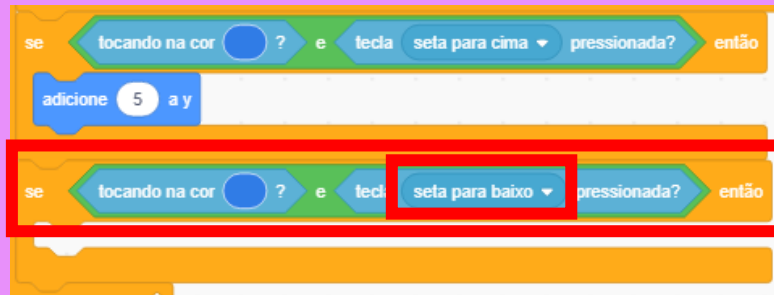 se tocando na cor ? e tecla seta para cima pressionada? então
adicione 5 a y
se tocando na cor ? e tecla seta para baixo pressionada? então